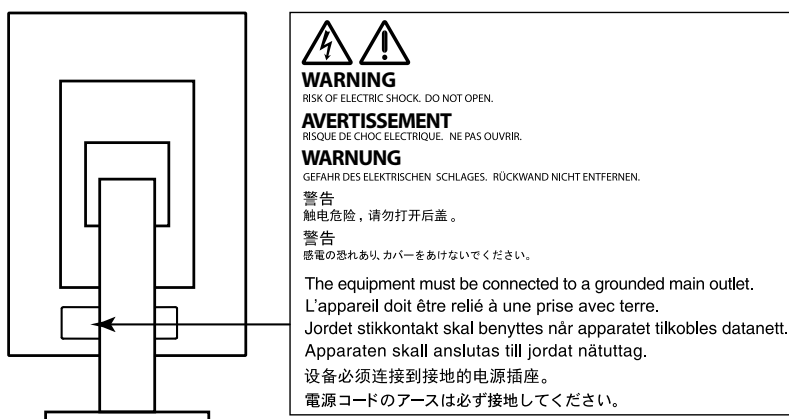 WARNING
RISK OF ELECTRIC SHOCK. DO NOT OPEN.
AVERTISSEMENT
RISQUE DE CHOC ELECTRIQUE. NE PAS OUVRIR.
WARNUNG
GEFAHR DES ELEKTRISCHEN SCHLAGES. RÜCKWAND NICHT ENTFERNEN.
警告
触电危险，请勿打开后盖。
警告
感電の恐れあり、カバーをあけないでください。
The equipment must be connected to a grounded main outlet.
L'appareil doit être relié à une prise avec terre.
Jordet stikkontakt skal benyttes når apparatet tilkobles datanett.
Apparaten skall anslutas till jordat nätuttag.
设备必须连接到接地的电源插座。
電源コードのアースは必ず接地してください。